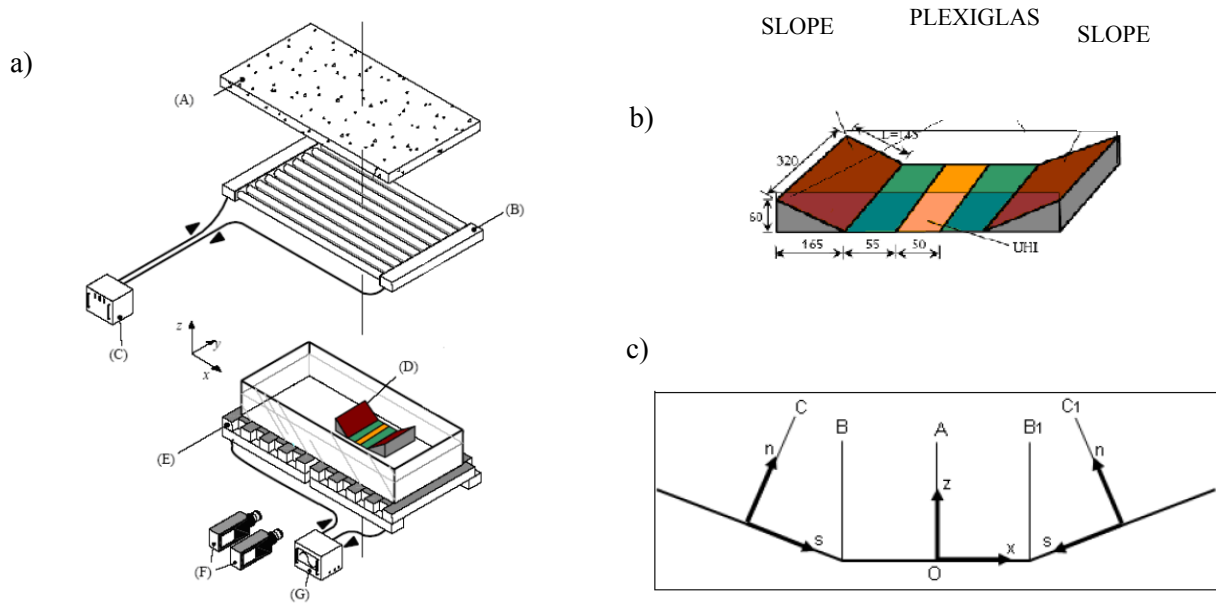 a)
(A)
(B)
(C)
z
y
x
(D)
(E)
(F)
(G)
SLOPE PLEXIGLAS SLOPE
b)
L=145
320
60
165 55 50
UHI
c)
C B A B1 C1
n z n
s x s
O